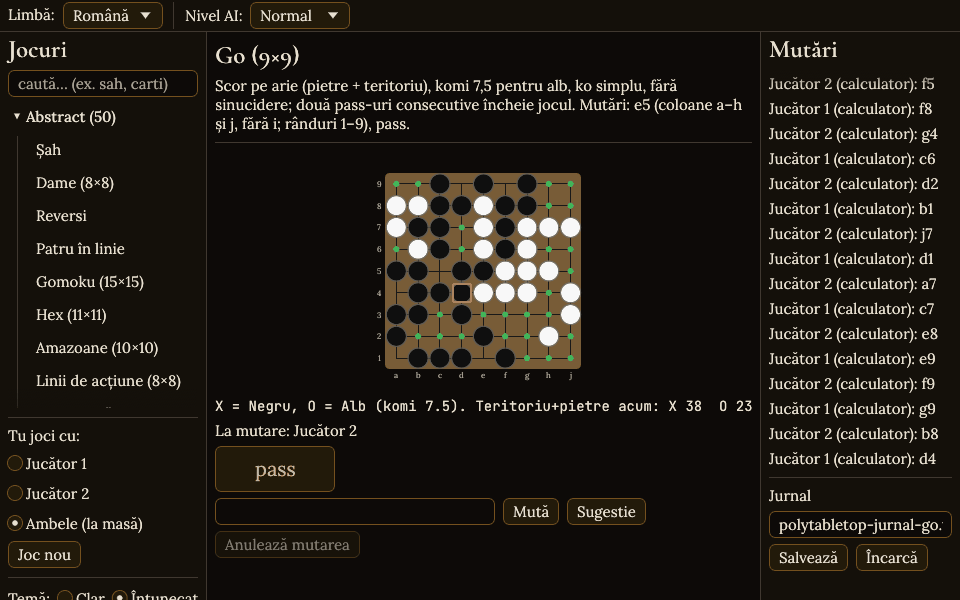 Limbă: Română ▼ Nivel AI: Normal ▼
Jocuri
caută... (ex. sah, carti)
▼ Abstract (50)
Șah
Dame (8×8)
Reversi
Patru în linie
Gomoku (15×15)
Hex (11×11)
Amazoane (10×10)
Linii de acțiune (8×8)
Tu joci cu:
Jucător 1
Jucător 2
Ambele (la masă)
Joc nou
Temă: Clar Întunecat
Go (9×9)
Scor pe arie (pietre + teritoriu), komi 7,5 pentru alb, ko simplu, fără
sinucidere; două pass-uri consecutive încheie jocul. Mutări: e5 (coloane a–h
și j, fără i; rânduri 1–9), pass.
9
8
7
6
5
4
3
2
1
a b c d e f g h j
X = Negru, O = Alb (komi 7.5). Teritoriu+pietre acum: X 38 O 23
La mutare: Jucător 2
pass
Mută Sugestie
Anulează mutarea
Mutări
Jucător 2 (calculator): f5
Jucător 1 (calculator): f8
Jucător 2 (calculator): g4
Jucător 1 (calculator): c6
Jucător 2 (calculator): d2
Jucător 1 (calculator): b1
Jucător 2 (calculator): j7
Jucător 1 (calculator): d1
Jucător 2 (calculator): a7
Jucător 1 (calculator): c7
Jucător 2 (calculator): e8
Jucător 1 (calculator): e9
Jucător 2 (calculator): f9
Jucător 1 (calculator): g9
Jucător 2 (calculator): b8
Jucător 1 (calculator): d4
Jurnal
polytabletop-jurnal-go.
Salvează Încarcă